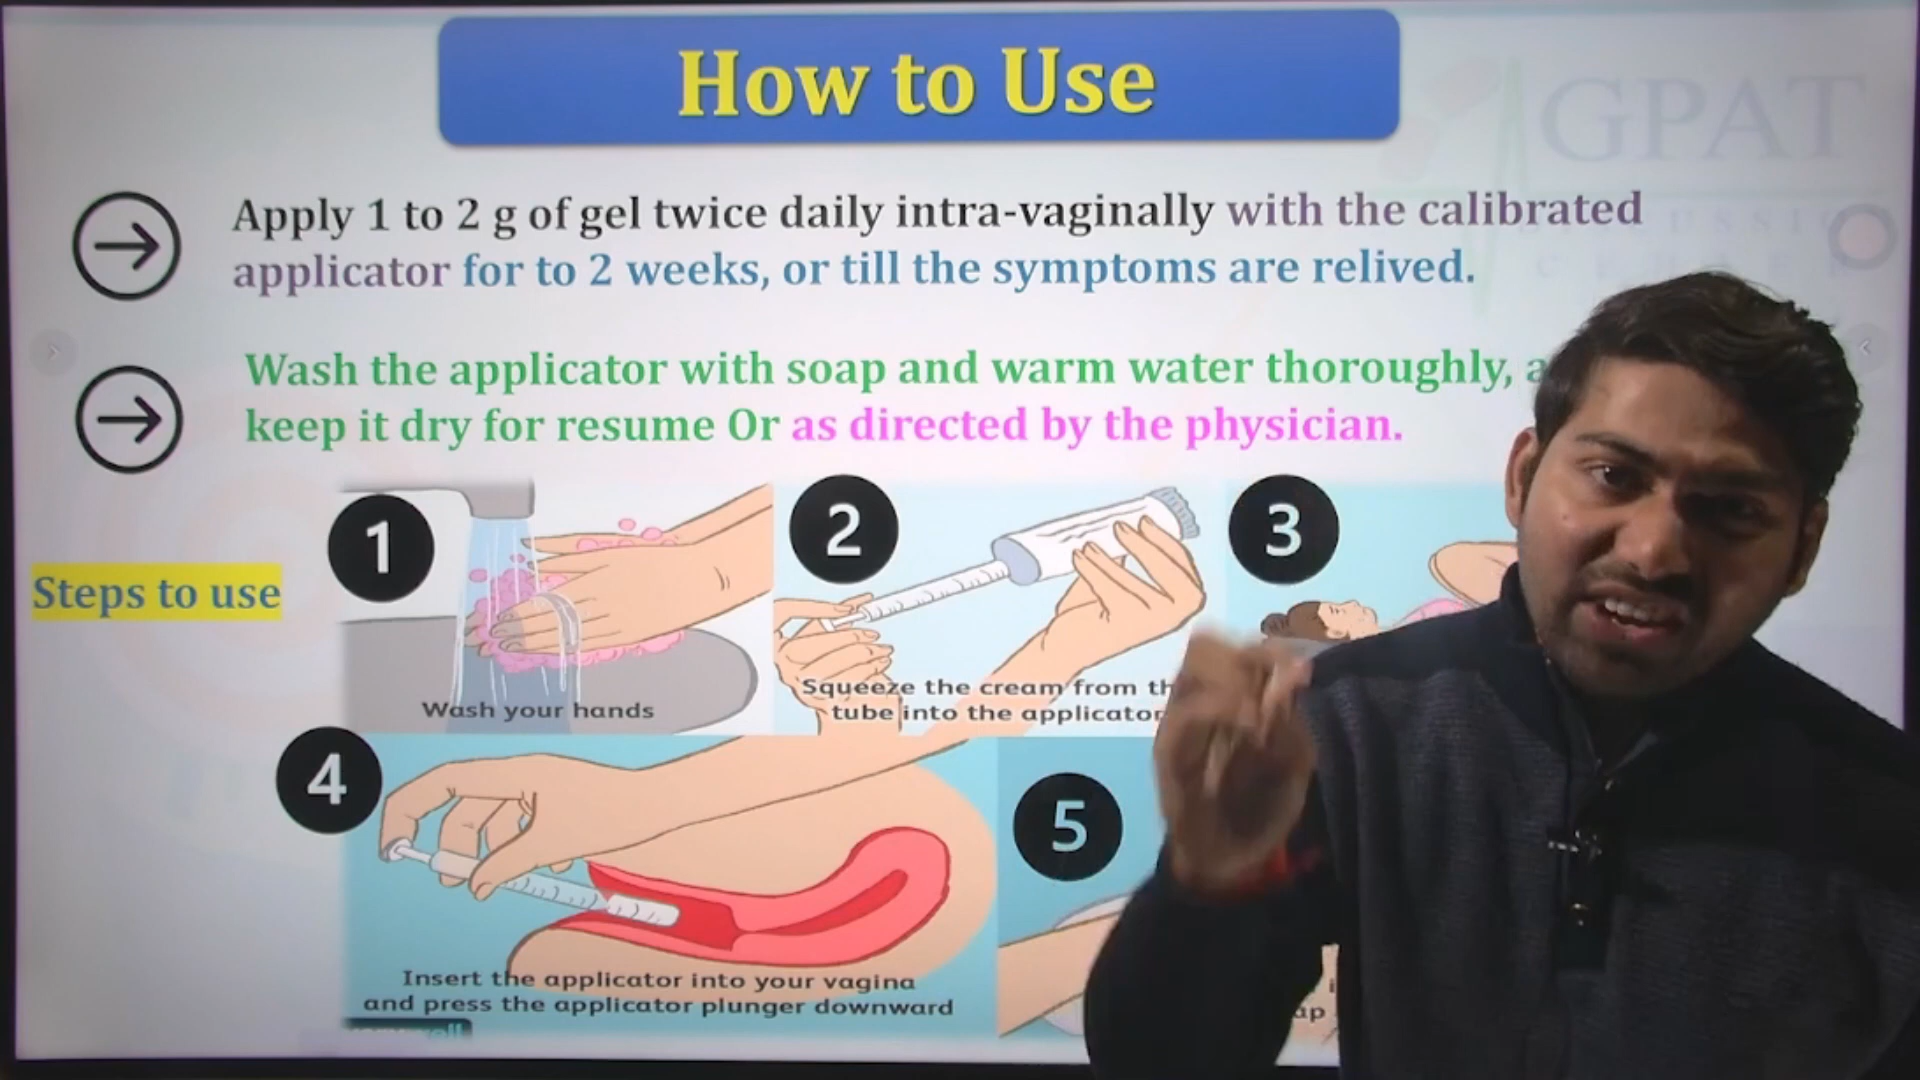 How to Use
GPAT
Apply 1 to 2 g of gel twice daily intra-vaginally with the calibrated
applicator for to 2 weeks, or till the symptoms are relived.
Wash the applicator with soap and warm water thoroughly,
keep it dry for resume Or as directed by the physician.
Steps to use
1
2
3
Wash your hands
Squeeze the cream from
tube into the applicator
4
5
Insert the applicator into your vagina
and press the applicator plunger downward